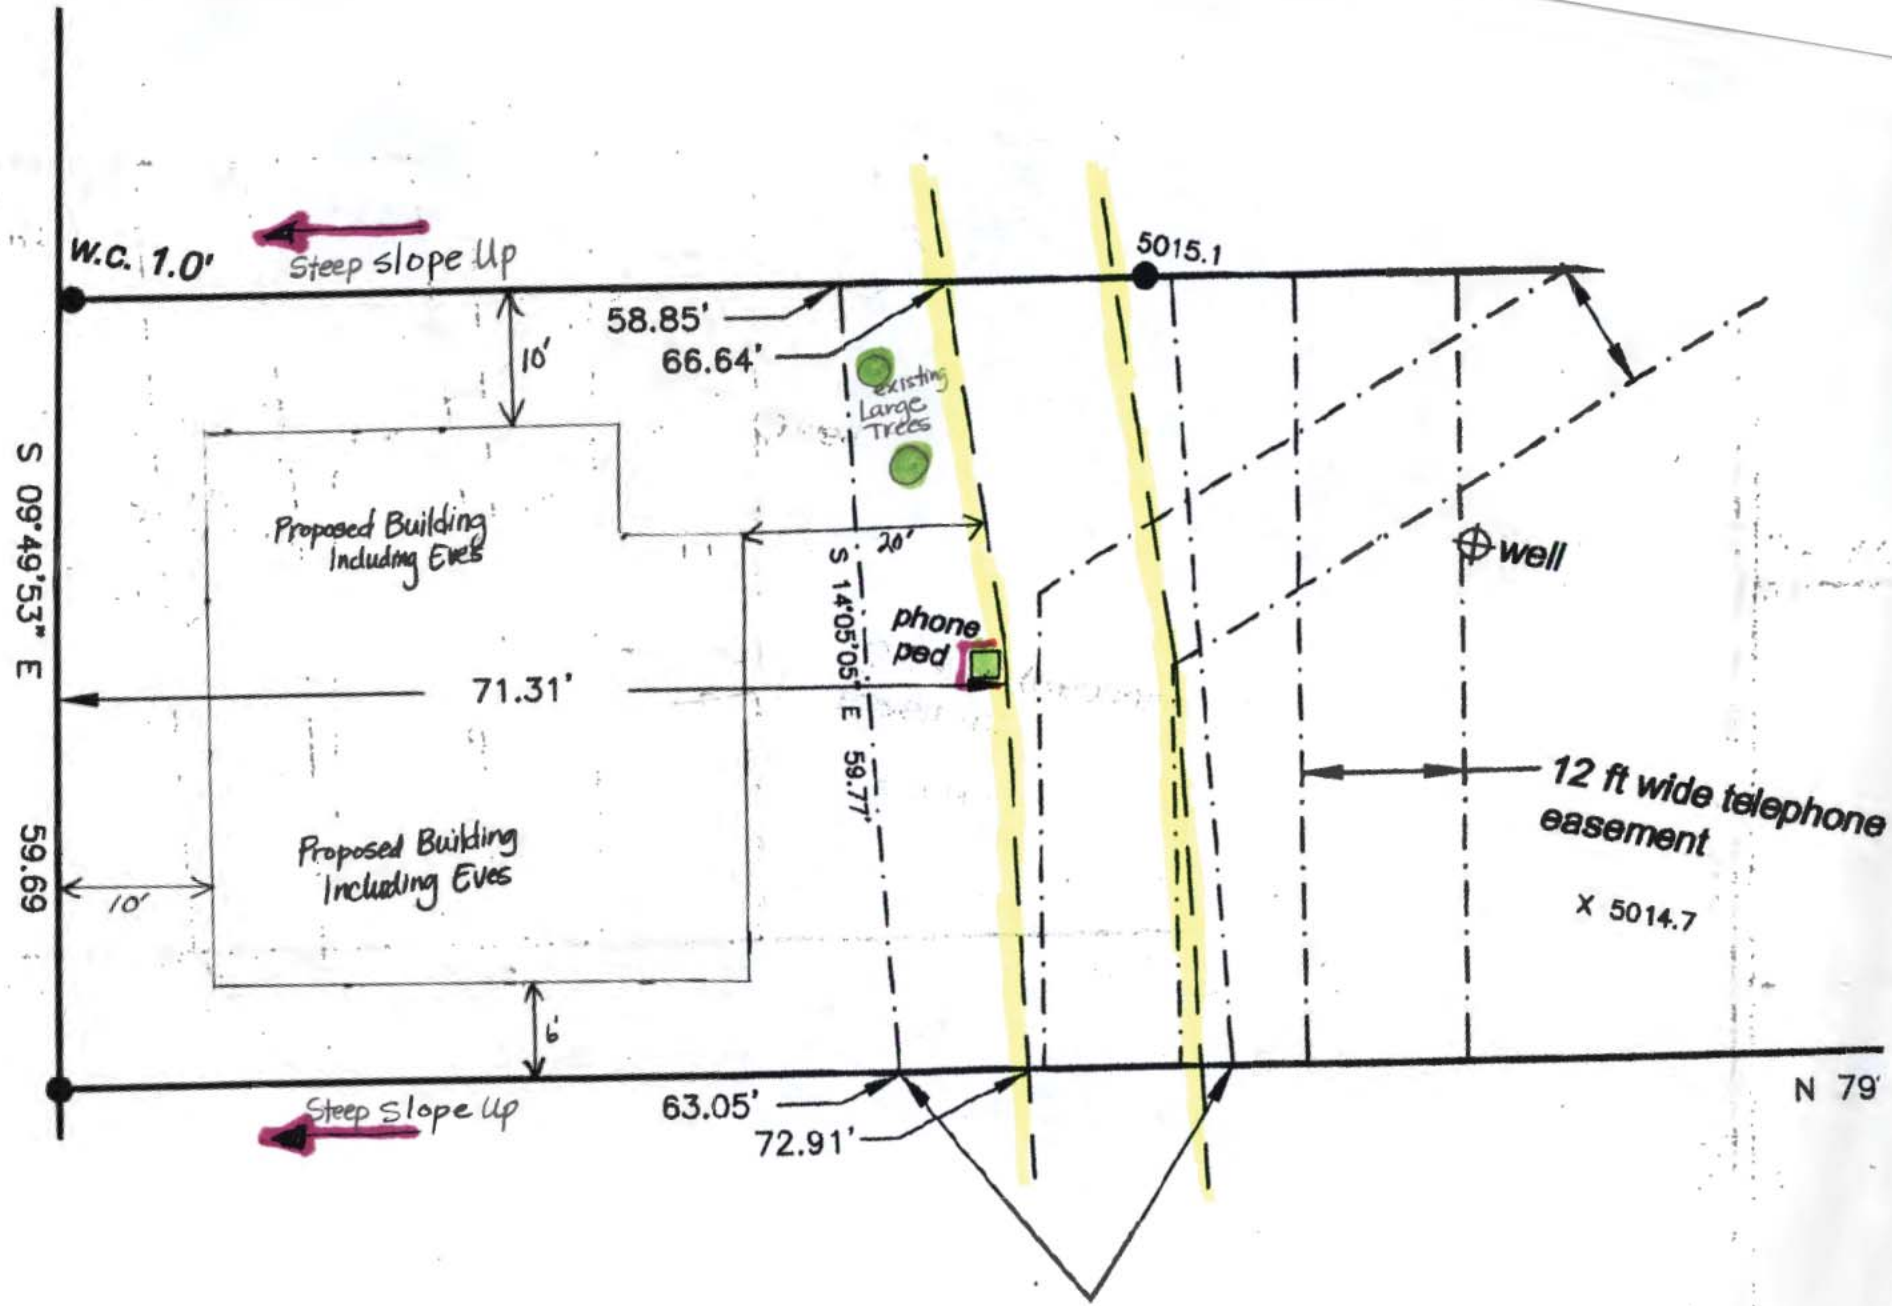 5015.1
W.C. 1.0'
Steep slope Up
58.85'
66.64'
10'
existing
Large
Trees
S 09°49'53" E 59.69
Proposed Building
Including Eves
20'
well
S 14°05'05" E 59.77'
phone
ped
71.31'
12 ft wide telephone
easement
Proposed Building
Including Eves
10'
X 5014.7
6'
63.05'
72.91'
N 79°
Steep Slope Up